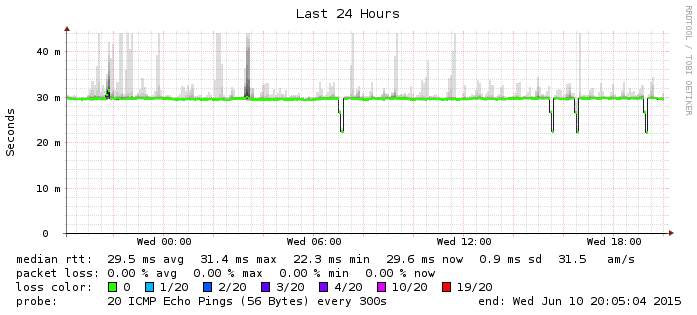 Last 24 Hours
RRDTOOL / TOBI OETIKER
Seconds
40 m
30 m
20 m
10 m
0
Wed 00:00 Wed 06:00 Wed 12:00 Wed 18:00
median rtt: 29.5 ms avg 31.4 ms max 22.3 ms min 29.6 ms now 0.9 ms sd 31.5 am/s
packet loss: 0.00 % avg 0.00 % max 0.00 % min 0.00 % now
loss color: 0 1/20 2/20 3/20 4/20 10/20 19/20
probe: 20 ICMP Echo Pings (56 Bytes) every 300s end: Wed Jun 10 20:05:04 2015